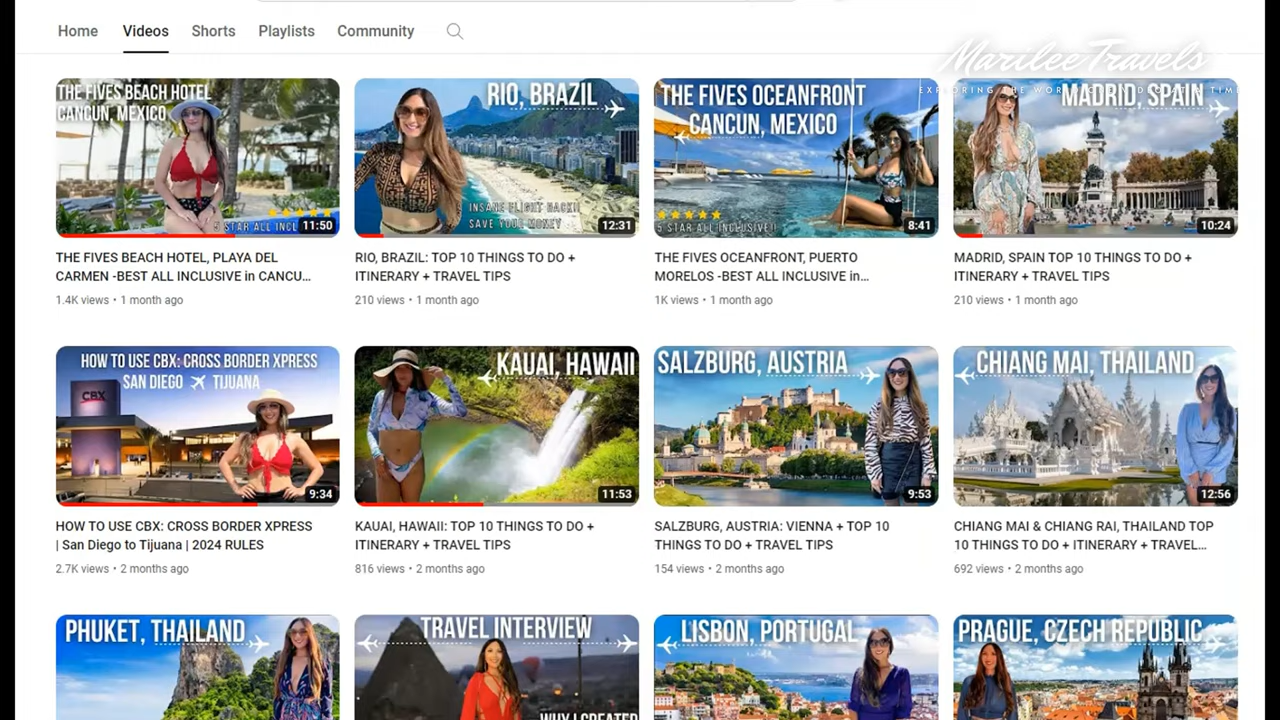 Home
Videos
Shorts
Playlists
Community
Marilee Travels
THE FIVES BEACH HOTEL
CANCUN, MEXICO
5 STAR ALL INCL
11:50
RIO, BRAZIL
INSANE FLIGHT HACK!!
SAVE YOUR MONEY
12:31
THE FIVES OCEANFRONT
CANCUN, MEXICO
5 STAR ALL INCLUSIVE!!
8:41
MADRID, SPAIN
10:24
THE FIVES BEACH HOTEL, PLAYA DEL
CARMEN -BEST ALL INCLUSIVE in CANCU...
1.4K views • 1 month ago
RIO, BRAZIL: TOP 10 THINGS TO DO +
ITINERARY + TRAVEL TIPS
210 views • 1 month ago
THE FIVES OCEANFRONT, PUERTO
MORELOS -BEST ALL INCLUSIVE in...
1K views • 1 month ago
MADRID, SPAIN TOP 10 THINGS TO DO +
ITINERARY + TRAVEL TIPS
210 views • 1 month ago
HOW TO USE CBX: CROSS BORDER XPRESS
SAN DIEGO TIJUANA
CBX
9:34
KAUAI, HAWAII
11:53
SALZBURG, AUSTRIA
9:53
CHIANG MAI, THAILAND
12:56
HOW TO USE CBX: CROSS BORDER XPRESS
| San Diego to Tijuana | 2024 RULES
2.7K views • 2 months ago
KAUAI, HAWAII: TOP 10 THINGS TO DO +
ITINERARY + TRAVEL TIPS
816 views • 2 months ago
SALZBURG, AUSTRIA: VIENNA + TOP 10
THINGS TO DO + TRAVEL TIPS
154 views • 2 months ago
CHIANG MAI & CHIANG RAI, THAILAND TOP
10 THINGS TO DO + ITINERARY + TRAVEL...
692 views • 2 months ago
PHUKET, THAILAND
TRAVEL INTERVIEW
WHY I CREATED
LISBON, PORTUGAL
PRAGUE, CZECH REPUBLIC